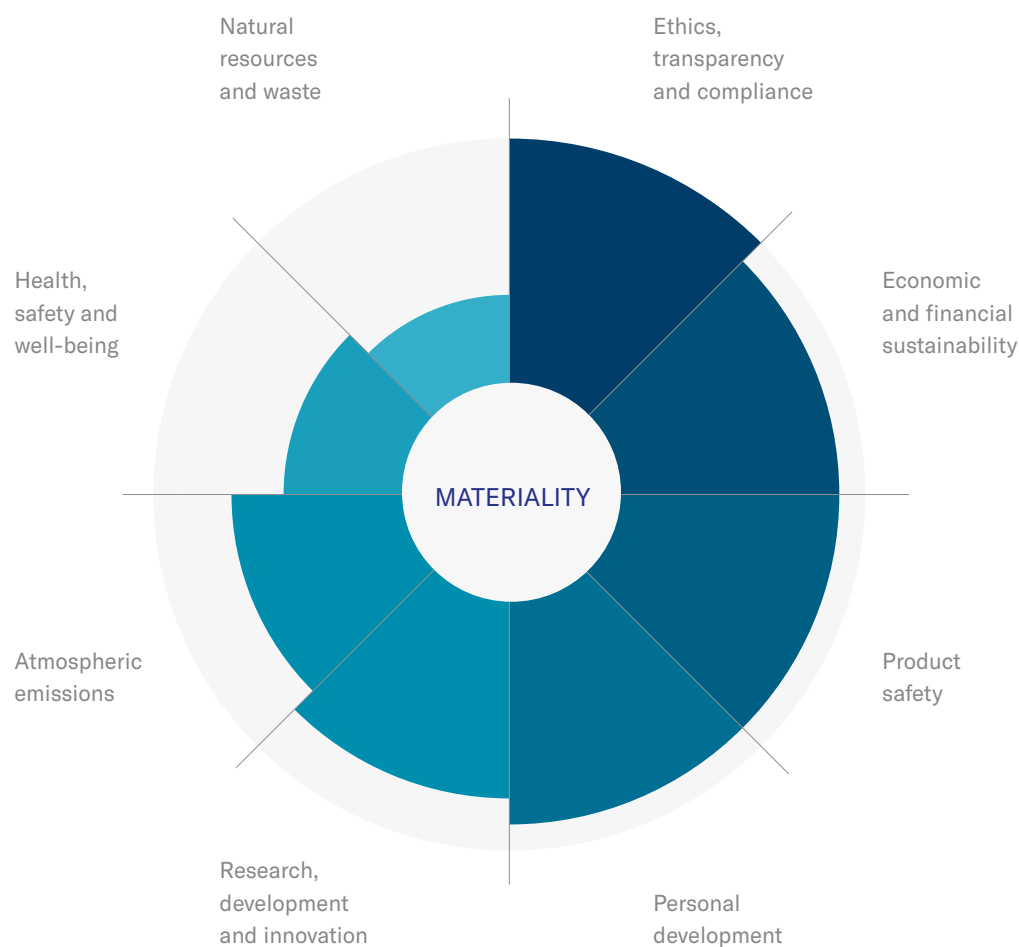 Natural
resources
and waste
Ethics,
transparency
and compliance
Health,
safety and
well-being
Economic
and financial
sustainability
MATERIALITY
Atmospheric
emissions
Product
safety
Research,
development
and innovation
Personal
development